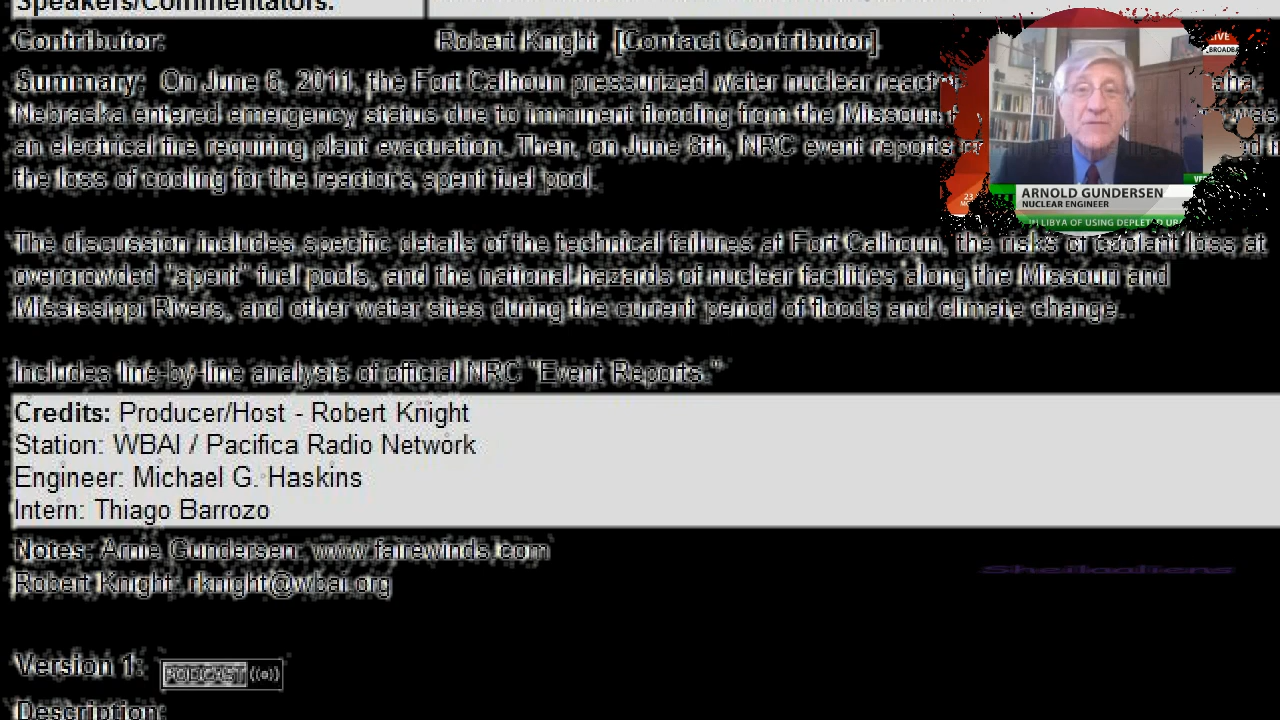 Speakers/Commentators:
Contributor: Robert Knight [Contact Contributor]
Summary: On June 6, 2011, the Fort Calhoun pressurized water nuclear reactor aha,
Nebraska entered emergency status due to imminent flooding from the Missouri was
an electrical fire requiring plant evacuation. Then, on June 8th, NRC event reports
the loss of cooling for the reactor's spent fuel pool.
The discussion includes specific details of the technical failures at Fort Calhoun, the risks of coolant loss at
overcrowded "spent" fuel pools, and the national hazards of nuclear facilities along the Missouri and
Mississippi Rivers, and other water sites during the current period of floods and climate change..
Includes line-by-line analysis of official NRC "Event Reports."
Credits: Producer/Host - Robert Knight
Station: WBAI / Pacifica Radio Network
Engineer: Michael G. Haskins
Intern: Thiago Barrozo
Notes: Arnie Gundersen: www.fairewinds.com
Robert Knight: rknight@wbai.org
Version 1: PODCAST
Description:
LIVE
BROADBA
ARNOLD GUNDERSEN
NUCLEAR ENGINEER
IN LIBYA OF USING DEPLETED UR
23
Sheilaaliens